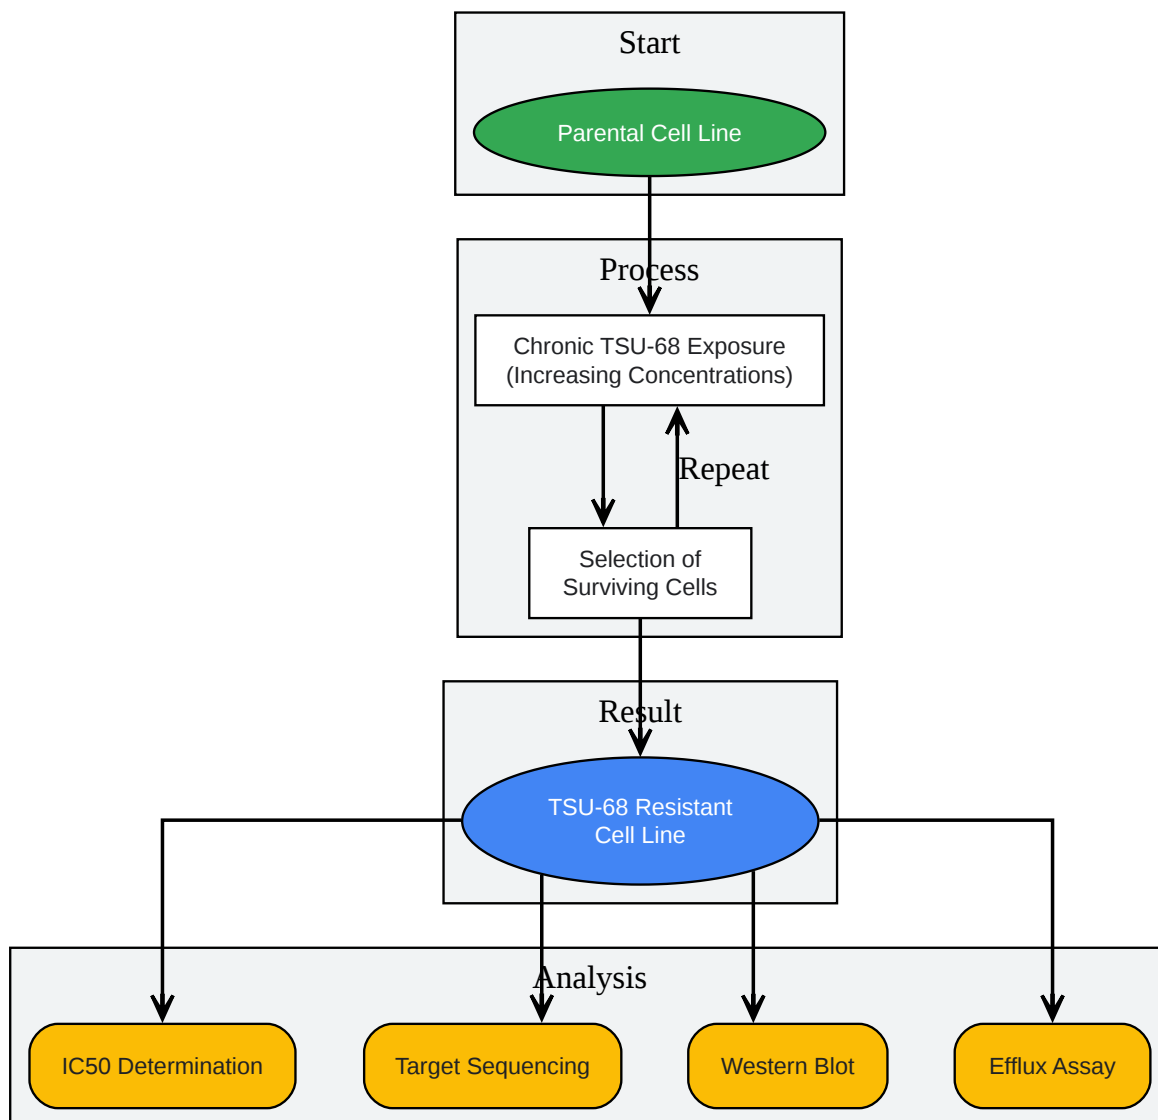 Start
Parental Cell Line
Process
Chronic TSU-68 Exposure
(Increasing Concentrations)
Repeat
Selection of
Surviving Cells
Result
TSU-68 Resistant
Cell Line
Analysis
IC50 Determination
Target Sequencing
Western Blot
Efflux Assay